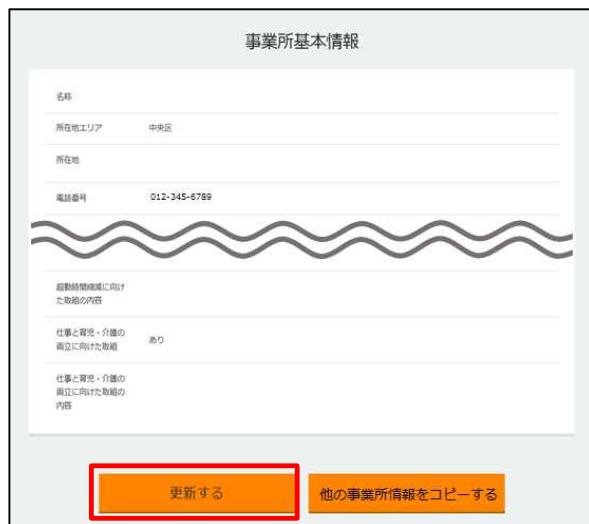 事業所基本情報
名称
所在地エリア 中央区
所在地
電話番号 012-345-6789
超勤時間縮減に向け
た取組の内容
仕事と育児・介護の
両立に向けた取組 あり
仕事と育児・介護の
両立に向けた取組の
内容
更新する 他の事業所情報をコピーする